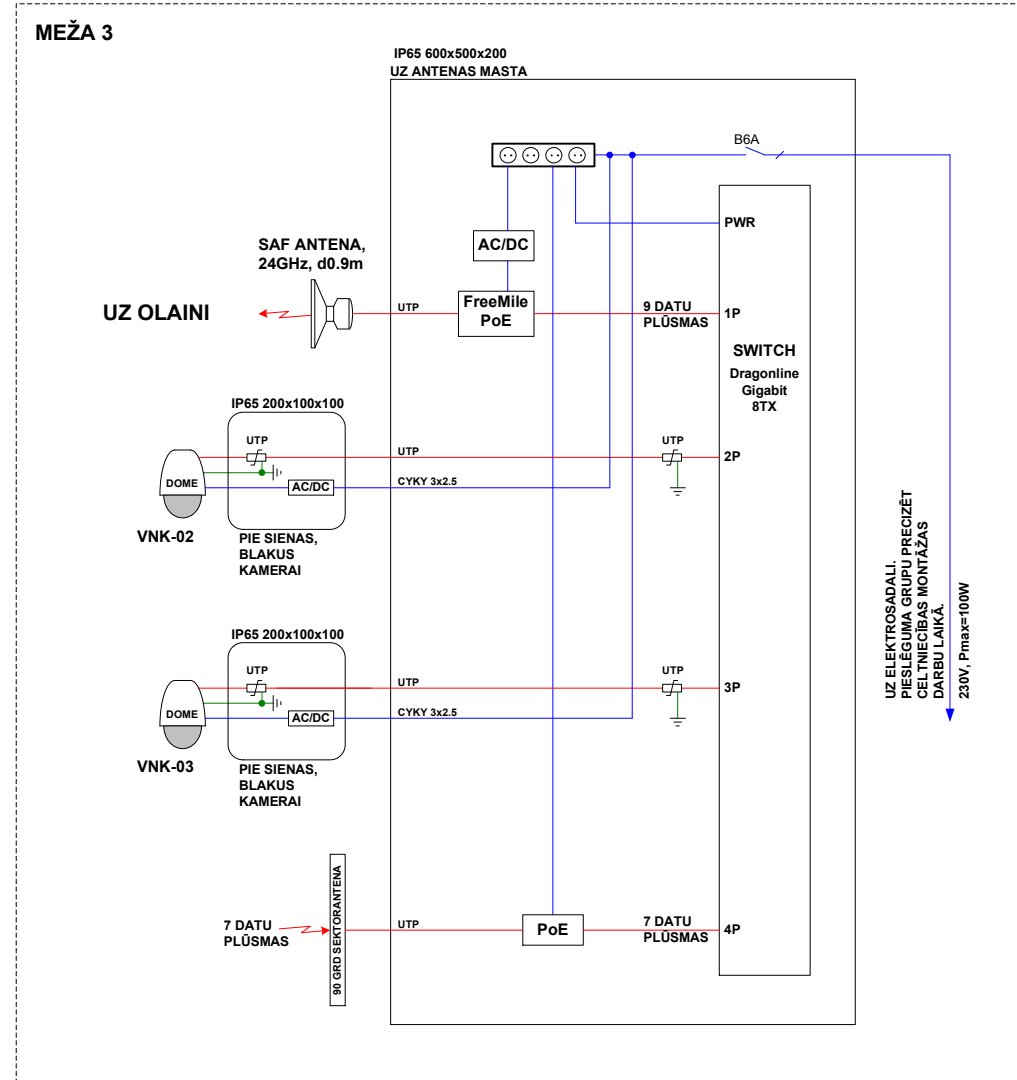 MEŽA 3
IP65 600x500x200
UZ ANTENAS MASTA
B6A
PWR
AC/DC
SAF ANTENA,
24GHz, d0.9m
UZ OLAINI
UTP
FreeMile
PoE
9 DATU
PLŪSMAS
1P
SWITCH
Dragonline
Gigabit
8TX
IP65 200x100x100
UTP
UTP
UTP
2P
DOME
AC/DC
CYKY 3x2.5
VNK-02
PIE SIENAS,
BLAKUS
KAMERAI
UZ ELEKTROSADALI.
PIESLĒGUMA GRUPU PRECIZĒT
CELTNIECĪBAS MONTĀŽAS
DARBU LAIKĀ.
230V, Pmax=100W
IP65 200x100x100
UTP
UTP
UTP
3P
DOME
AC/DC
CYKY 3x2.5
VNK-03
PIE SIENAS,
BLAKUS
KAMERAI
7 DATU
PLŪSMAS
90 GRD SEKTORANTENA
UTP
PoE
7 DATU
PLŪSMAS
4P